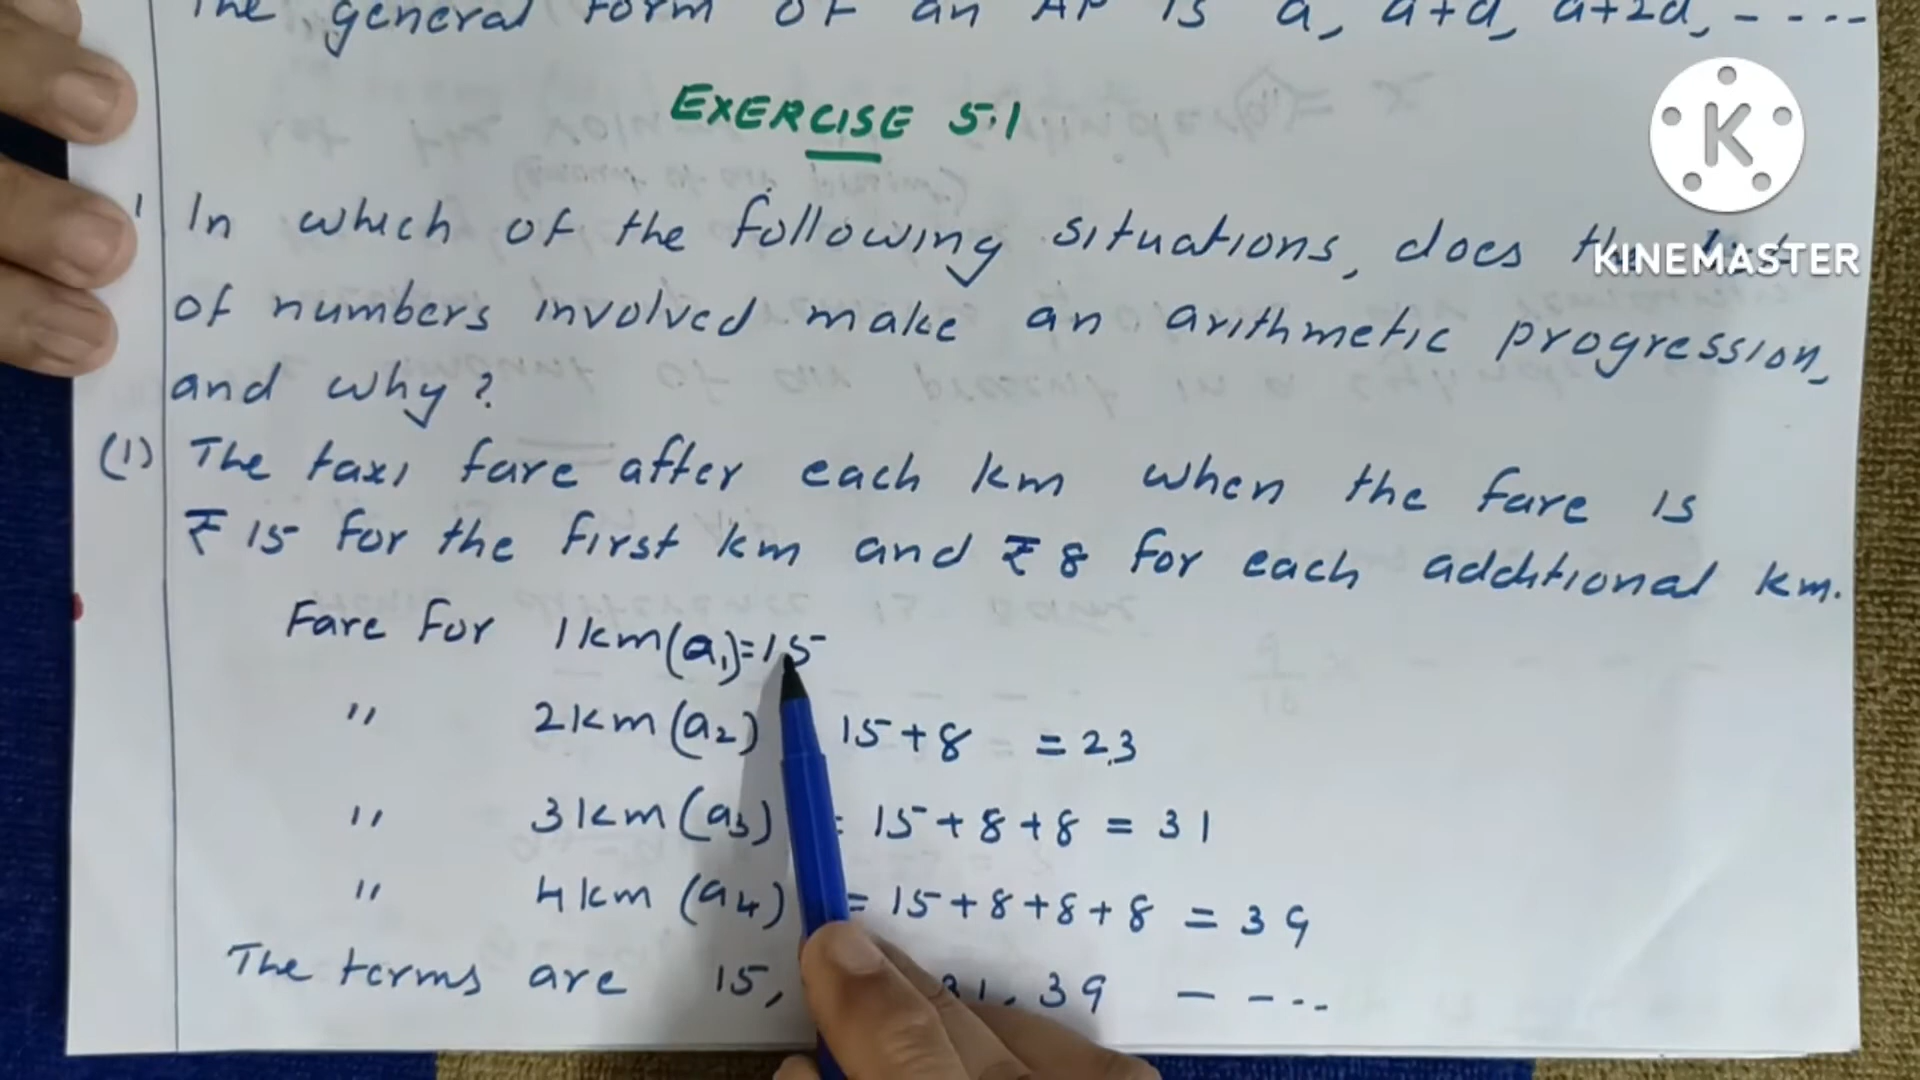 The general form of an AP is a, a+d, a+2d, - - - -
EXERCISE 5.1
K
KINEMASTER
1 In which of the following situations, does the list
of numbers involved make an arithmetic progression,
and why?
(1) The taxi fare after each km when the fare is
₹ 15 for the first km and ₹ 8 for each additional km.
Fare for 1km(a₁)=15
" 2km(a₂) 15+8 = 23
" 3km(a₃) = 15+8+8 = 31
" 4km(a₄) = 15+8+8+8 = 39
The terms are 15, 31, 39 - - - -